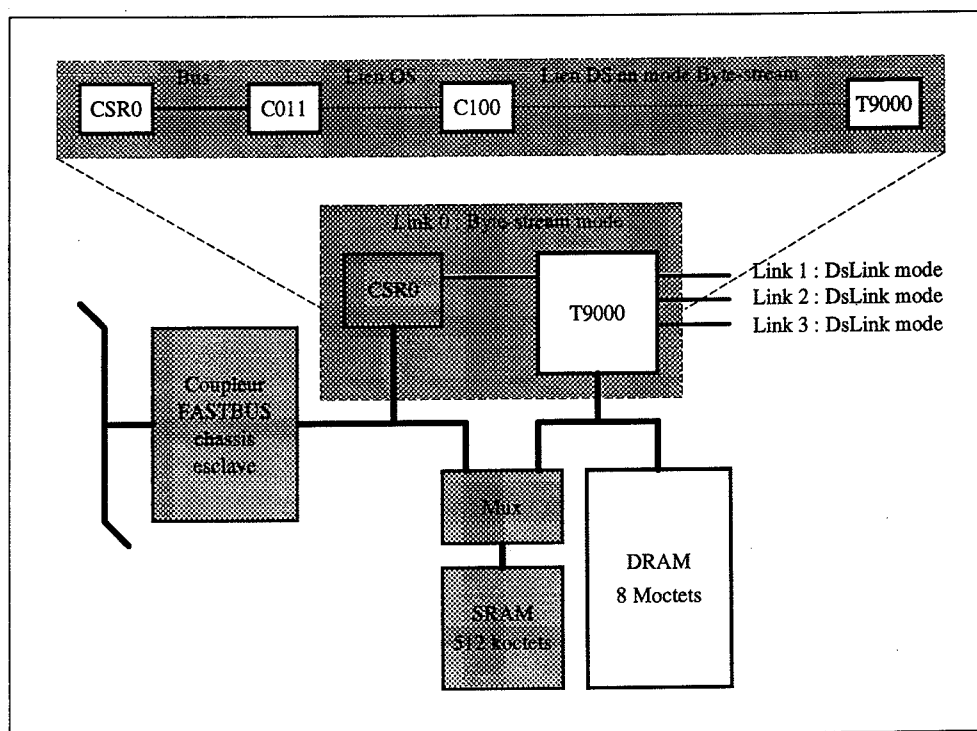 Bus Lien OS Lien DS en mode Byte-stream
CSR0 C011 C100 T9000
Link 0 : Byte-stream mode
CSR0
T9000
Link 1 : DsLink mode
Link 2 : DsLink mode
Link 3 : DsLink mode
Coupleur
FASTBUS
chassis
esclave
Mux
SRAM
512 koctets
DRAM
8 Moctets